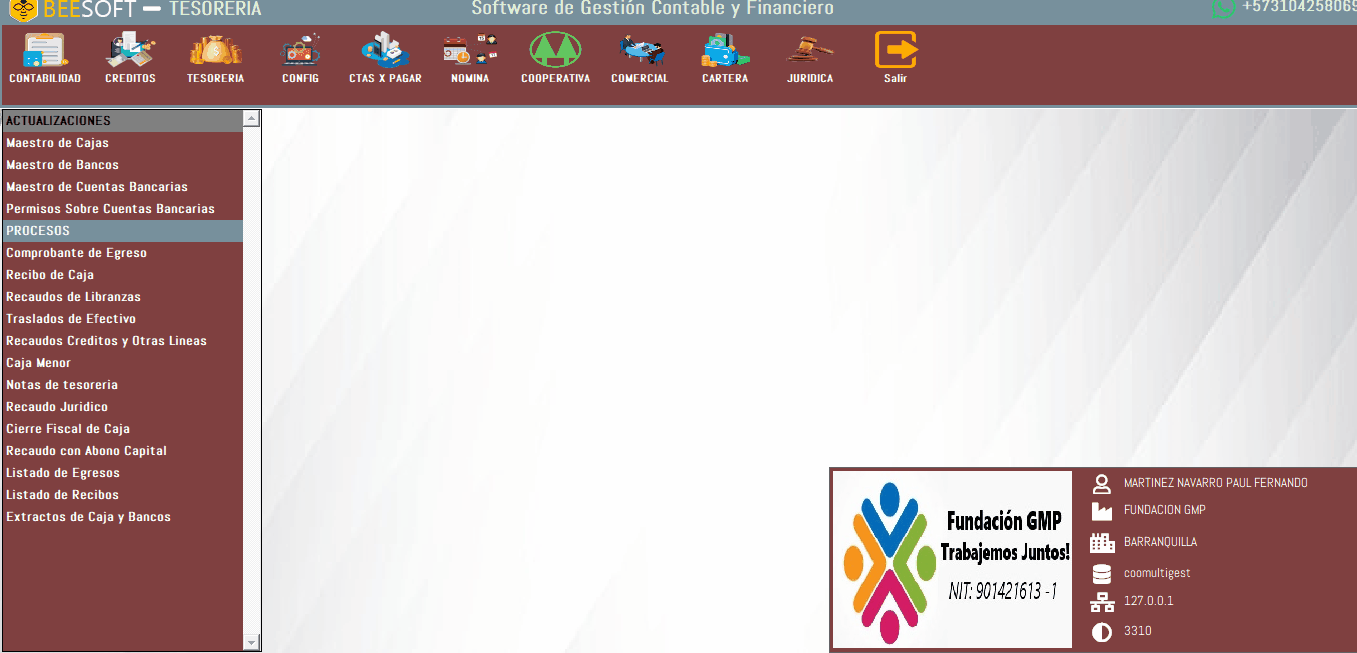 BEESOFT — TESORERIA
Software de Gestión Contable y Financiero
+573104258069
CONTABILIDAD
CREDITOS
TESORERIA
CONFIG
CTAS X PAGAR
NOMINA
COOPERATIVA
COMERCIAL
CARTERA
JURIDICA
Salir
ACTUALIZACIONES
Maestro de Cajas
Maestro de Bancos
Maestro de Cuentas Bancarias
Permisos Sobre Cuentas Bancarias
PROCESOS
Comprobante de Egreso
Recibo de Caja
Recaudos de Libranzas
Traslados de Efectivo
Recaudos Creditos y Otras Lineas
Caja Menor
Notas de tesoreria
Recaudo Juridico
Cierre Fiscal de Caja
Recaudo con Abono Capital
Listado de Egresos
Listado de Recibos
Extractos de Caja y Bancos
Fundación GMP
Trabajemos Juntos!
NIT: 901421613 -1
MARTINEZ NAVARRO PAUL FERNANDO
FUNDACION GMP
BARRANQUILLA
coomultigest
127.0.0.1
3310